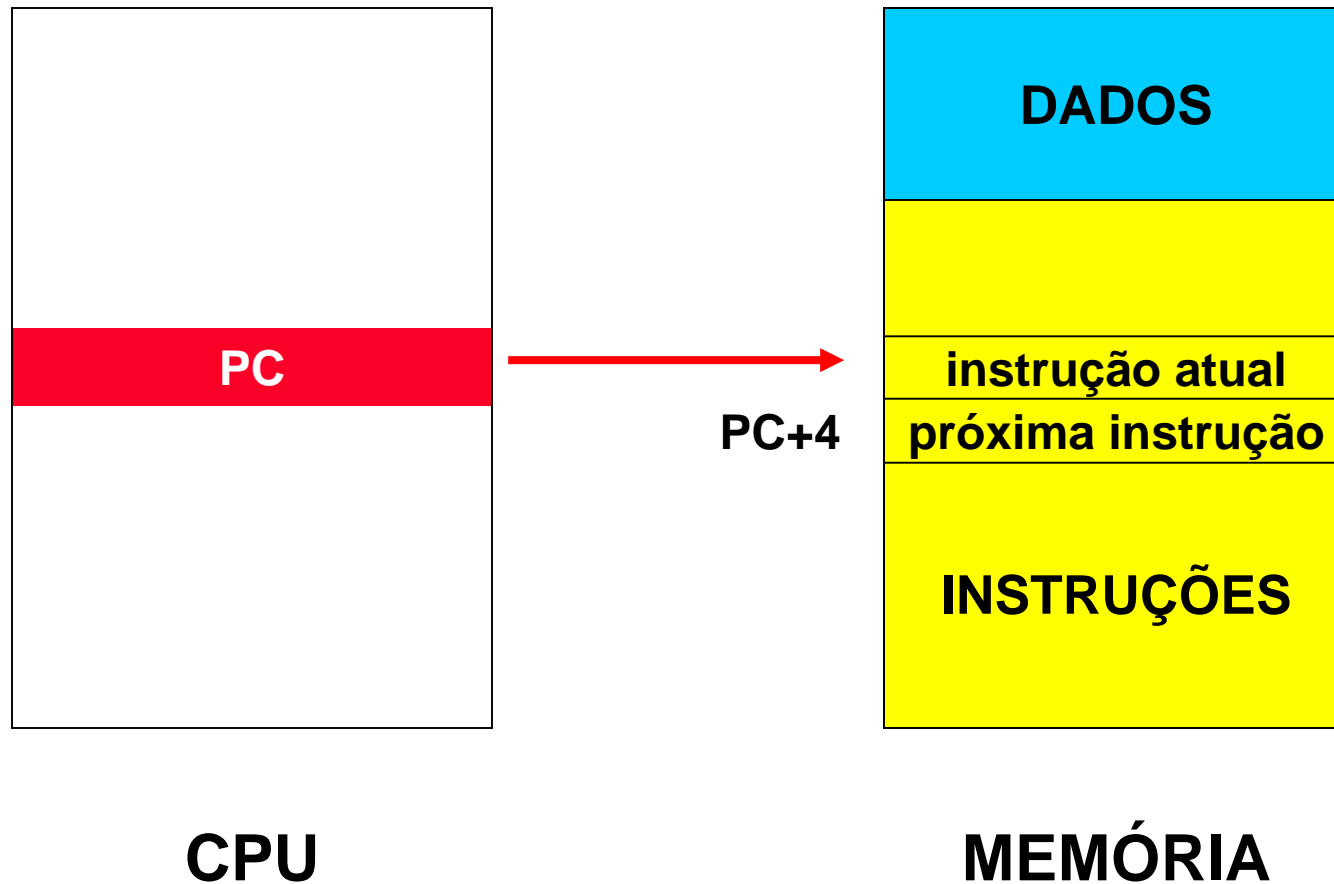 DADOS
PC
instrução atual
PC+4
próxima instrução
INSTRUÇÕES
CPU
MEMÓRIA